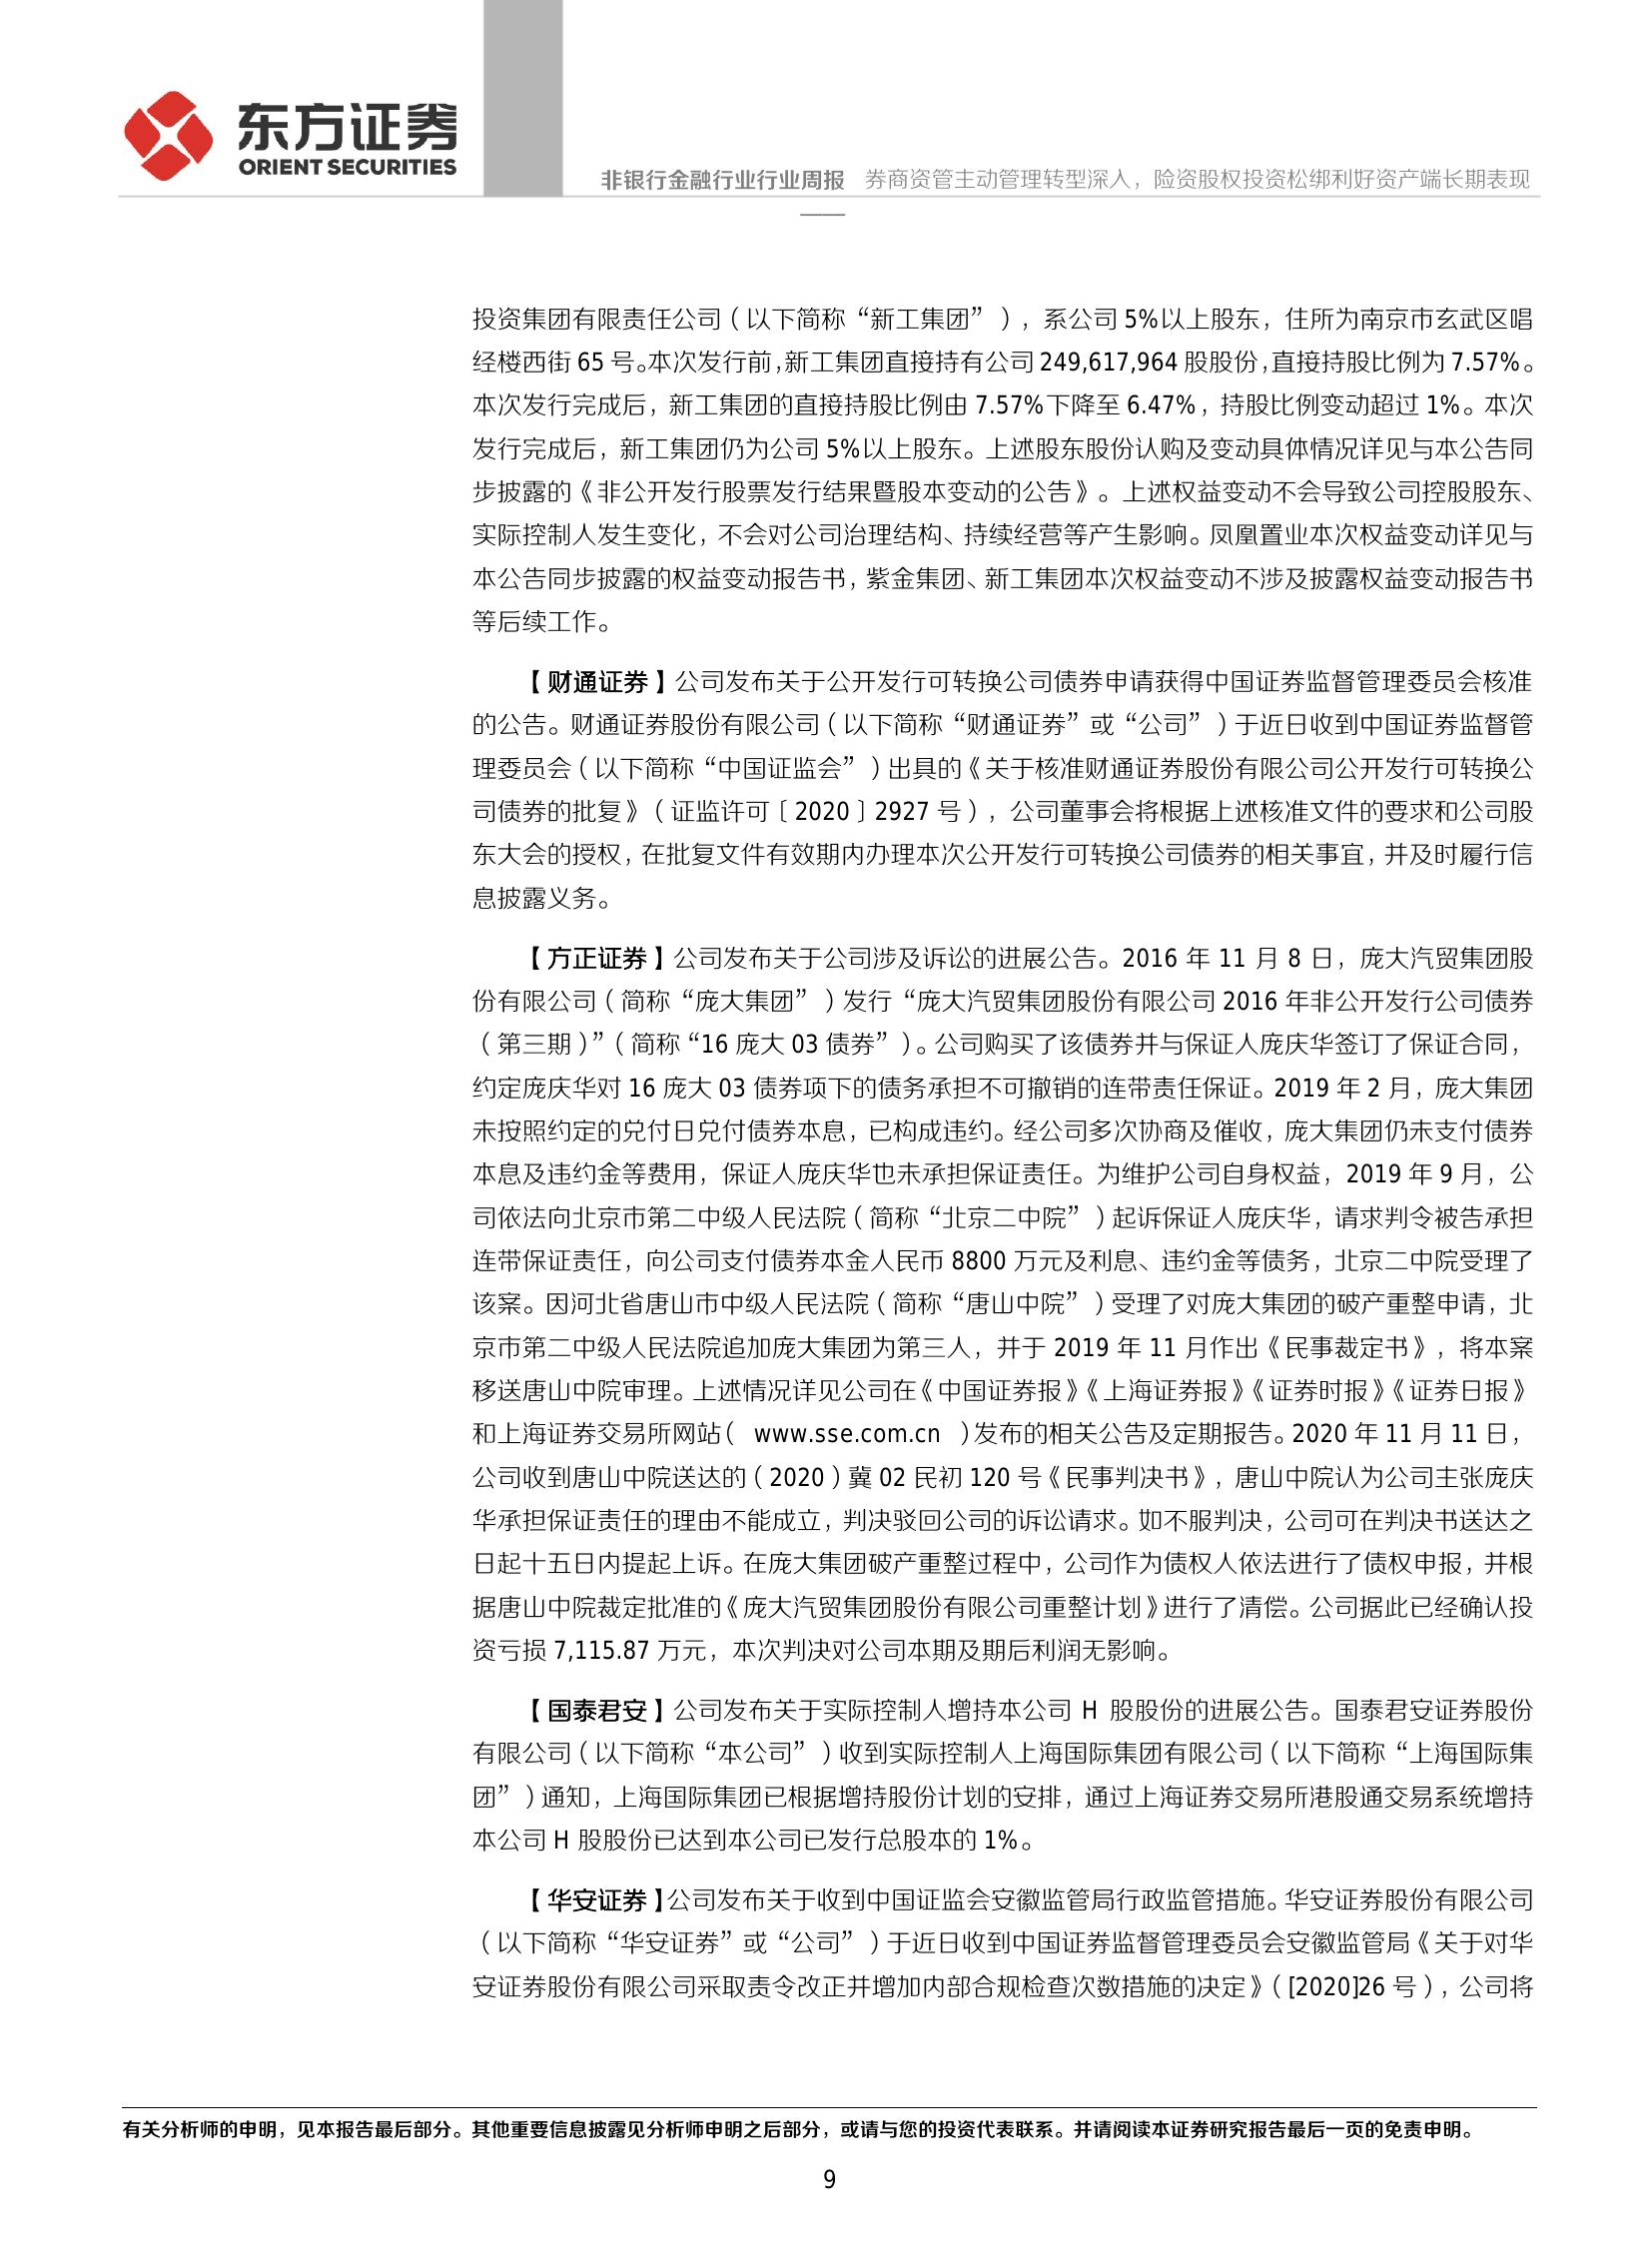 东方证券
ORIENT SECURITIES
非银行金融行业行业周报 券商资管主动管理转型深入，险资股权投资松绑利好资产端长期表现
投资集团有限责任公司（以下简称“新工集团”），系公司 5%以上股东，住所为南京市玄武区唱
经楼西街 65 号。本次发行前，新工集团直接持有公司 249,617,964 股股份，直接持股比例为 7.57%。
本次发行完成后，新工集团的直接持股比例由 7.57%下降至 6.47%，持股比例变动超过 1%。本次
发行完成后，新工集团仍为公司 5%以上股东。上述股东股份认购及变动具体情况详见与本公告同
步披露的《非公开发行股票发行结果暨股本变动的公告》。上述权益变动不会导致公司控股股东、
实际控制人发生变化，不会对公司治理结构、持续经营等产生影响。凤凰置业本次权益变动详见与
本公告同步披露的权益变动报告书，紫金集团、新工集团本次权益变动不涉及披露权益变动报告书
等后续工作。
【财通证券】公司发布关于公开发行可转换公司债券申请获得中国证券监督管理委员会核准
的公告。财通证券股份有限公司（以下简称“财通证券”或“公司”）于近日收到中国证券监督管
理委员会（以下简称“中国证监会”）出具的《关于核准财通证券股份有限公司公开发行可转换公
司债券的批复》（证监许可〔2020〕2927 号），公司董事会将根据上述核准文件的要求和公司股
东大会的授权，在批复文件有效期内办理本次公开发行可转换公司债券的相关事宜，并及时履行信
息披露义务。
【方正证券】公司发布关于公司涉及诉讼的进展公告。2016 年 11 月 8 日，庞大汽贸集团股
份有限公司（简称“庞大集团”）发行“庞大汽贸集团股份有限公司 2016 年非公开发行公司债券
（第三期）”（简称“16 庞大 03 债券”）。公司购买了该债券并与保证人庞庆华签订了保证合同，
约定庞庆华对 16 庞大 03 债券项下的债务承担不可撤销的连带责任保证。2019 年 2 月，庞大集团
未按照约定的兑付日兑付债券本息，已构成违约。经公司多次协商及催收，庞大集团仍未支付债券
本息及违约金等费用，保证人庞庆华也未承担保证责任。为维护公司自身权益，2019 年 9 月，公
司依法向北京市第二中级人民法院（简称“北京二中院”）起诉保证人庞庆华，请求判令被告承担
连带保证责任，向公司支付债券本金人民币 8800 万元及利息、违约金等债务，北京二中院受理了
该案。因河北省唐山市中级人民法院（简称“唐山中院”）受理了对庞大集团的破产重整申请，北
京市第二中级人民法院追加庞大集团为第三人，并于 2019 年 11 月作出《民事裁定书》，将本案
移送唐山中院审理。上述情况详见公司在《中国证券报》《上海证券报》《证券时报》《证券日报》
和上海证券交易所网站（ www.sse.com.cn ）发布的相关公告及定期报告。2020 年 11 月 11 日，
公司收到唐山中院送达的（2020）冀 02 民初 120 号《民事判决书》，唐山中院认为公司主张庞庆
华承担保证责任的理由不能成立，判决驳回公司的诉讼请求。如不服判决，公司可在判决书送达之
日起十五日内提起上诉。在庞大集团破产重整过程中，公司作为债权人依法进行了债权申报，并根
据唐山中院裁定批准的《庞大汽贸集团股份有限公司重整计划》进行了清偿。公司据此已经确认投
资亏损 7,115.87 万元，本次判决对公司本期及期后利润无影响。
【国泰君安】公司发布关于实际控制人增持本公司 H 股股份的进展公告。国泰君安证券股份
有限公司（以下简称“本公司”）收到实际控制人上海国际集团有限公司（以下简称“上海国际集
团”）通知，上海国际集团已根据增持股份计划的安排，通过上海证券交易所港股通交易系统增持
本公司 H 股股份已达到本公司已发行总股本的 1%。
【华安证券】公司发布关于收到中国证监会安徽监管局行政监管措施。华安证券股份有限公司
（以下简称“华安证券”或“公司”）于近日收到中国证券监督管理委员会安徽监管局《关于对华
安证券股份有限公司采取责令改正并增加内部合规检查次数措施的决定》（[2020]26 号），公司将
有关分析师的申明，见本报告最后部分。其他重要信息披露见分析师申明之后部分，或请与您的投资代表联系。并请阅读本证券研究报告最后一页的免责申明。
9